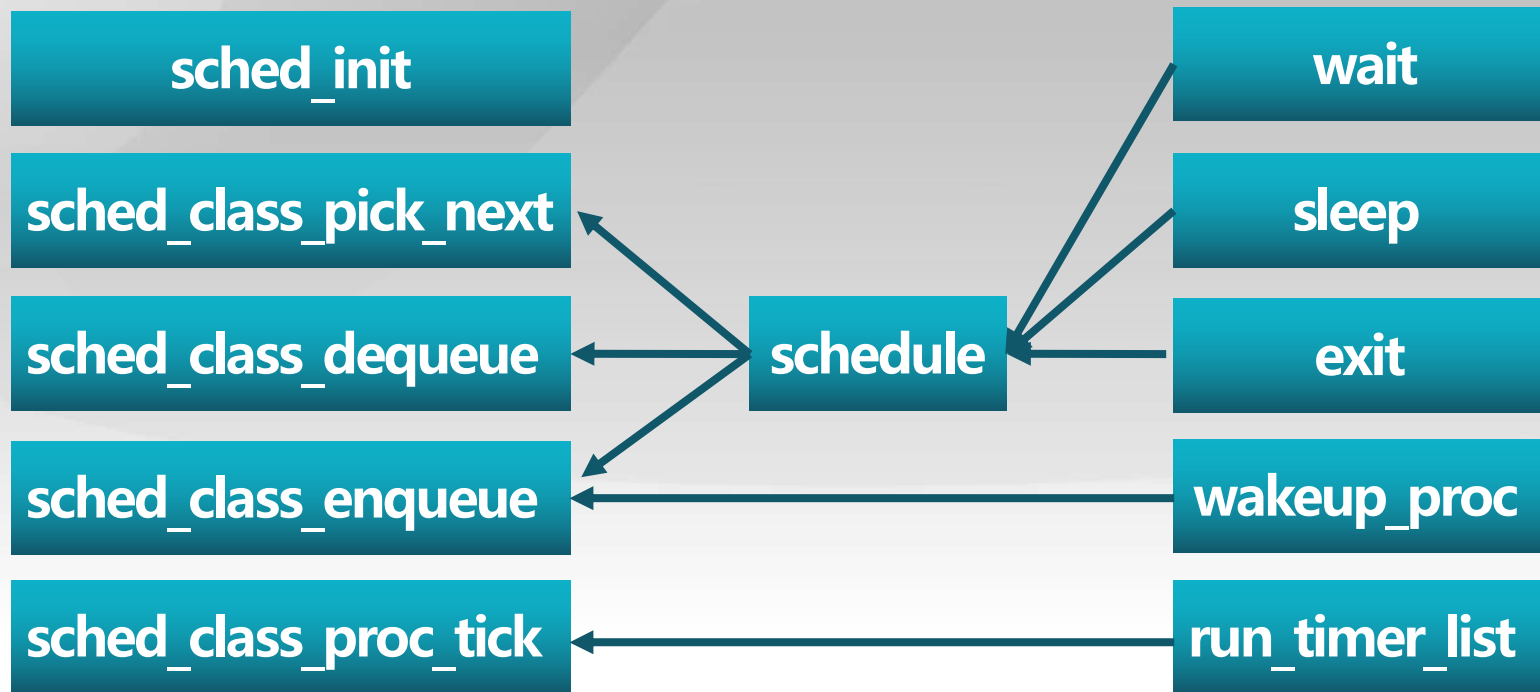 sched_init
wait
sched_class_pick_next
sleep
sched_class_dequeue
schedule
exit
sched_class_enqueue
wakeup_proc
sched_class_proc_tick
run_timer_list